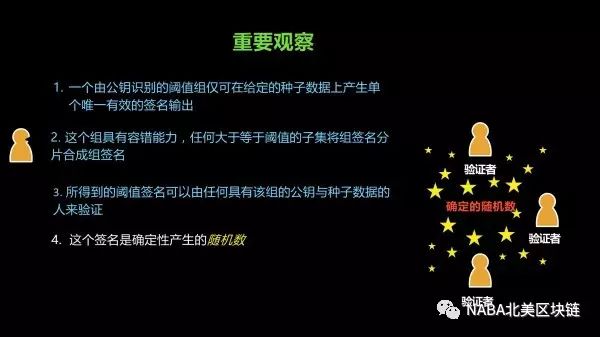 重要观察
1. 一个由公钥识别的阈值组仅可在给定的种子数据上产生单
个唯一有效的签名输出
2. 这个组具有容错能力，任何大于等于阈值的子集将组签名分
片合成组签名
3. 所得到的阈值签名可以由任何具有该组的公钥与种子数据的
人来验证
4. 这个签名是确定性产生的随机数
验证者
确定的随机数
验证者
验证者
NABA北美区块链